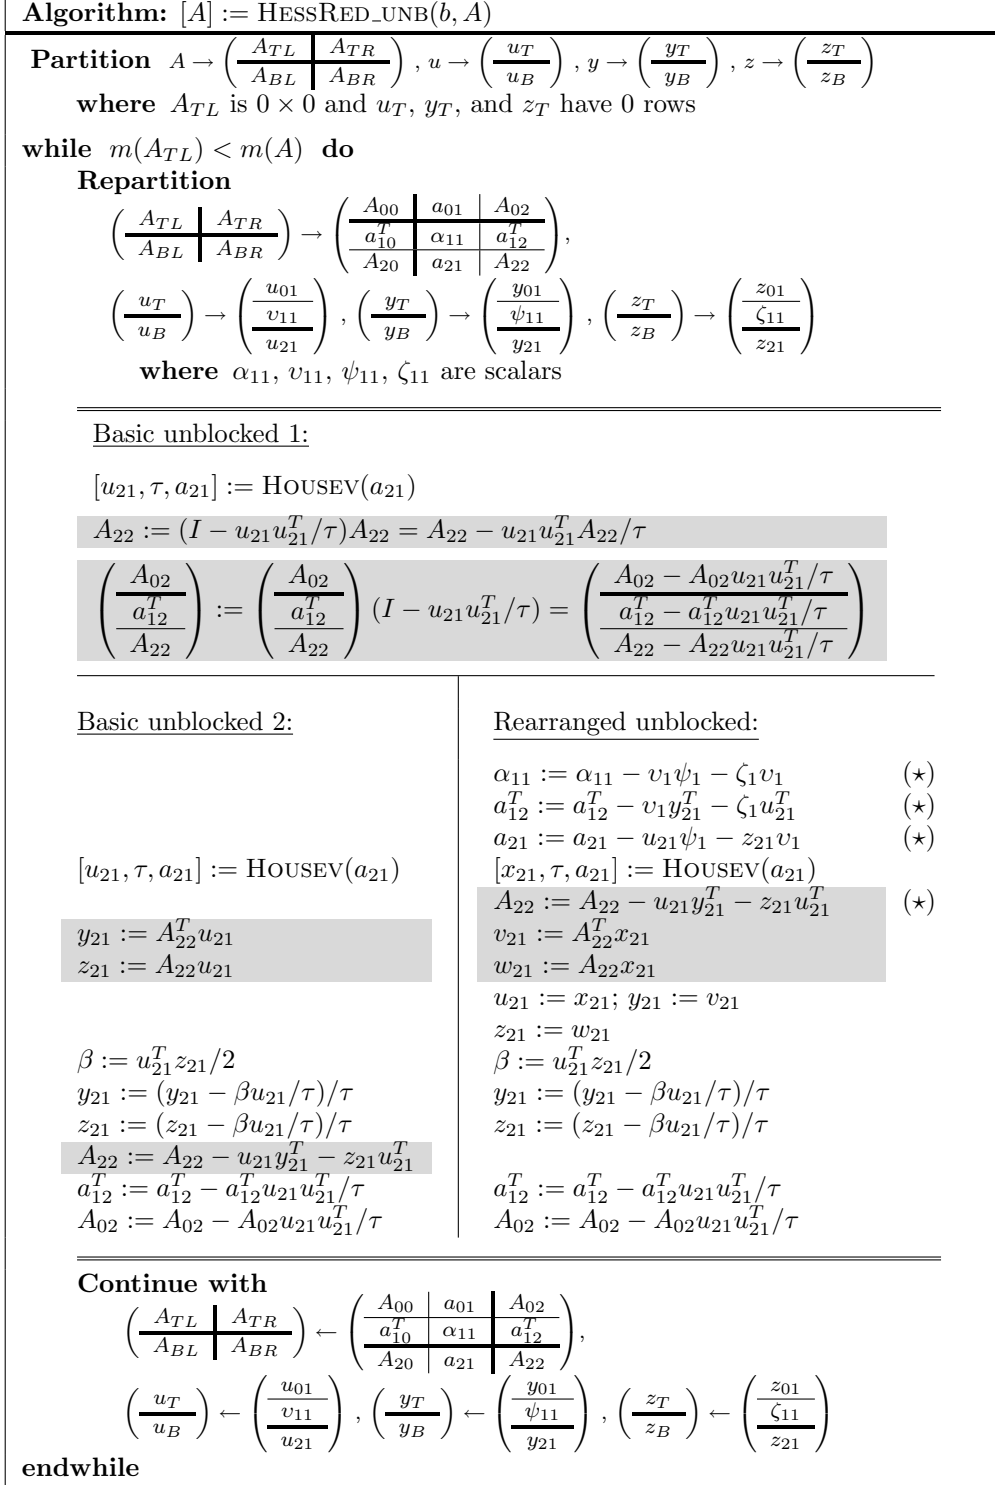 Algorithm: [A] := HESSRED_UNB(b, A)
Partition A → ( A_TL | A_TR / A_BL | A_BR ) , u → ( u_T / u_B ) , y → ( y_T / y_B ) , z → ( z_T / z_B )
where A_TL is 0 × 0 and u_T, y_T, and z_T have 0 rows
while m(A_TL) < m(A) do
Repartition
( A_TL | A_TR / A_BL | A_BR ) → ( A_00 | a_01 | A_02 / a_10^T | α_11 | a_12^T / A_20 | a_21 | A_22 ),
( u_T / u_B ) → ( u_01 / υ_11 / u_21 ) , ( y_T / y_B ) → ( y_01 / ψ_11 / y_21 ) , ( z_T / z_B ) → ( z_01 / ζ_11 / z_21 )
where α_11, υ_11, ψ_11, ζ_11 are scalars
Basic unblocked 1:
[u_21, τ, a_21] := HOUSEV(a_21)
A_22 := (I − u_21 u_21^T/τ)A_22 = A_22 − u_21 u_21^T A_22/τ
( A_02 / a_12^T / A_22 ) := ( A_02 / a_12^T / A_22 ) (I − u_21 u_21^T/τ) = ( A_02 − A_02 u_21 u_21^T/τ / a_12^T − a_12^T u_21 u_21^T/τ / A_22 − A_22 u_21 u_21^T/τ )
Basic unblocked 2:
[u_21, τ, a_21] := HOUSEV(a_21)
y_21 := A_22^T u_21
z_21 := A_22 u_21
β := u_21^T z_21/2
y_21 := (y_21 − βu_21/τ)/τ
z_21 := (z_21 − βu_21/τ)/τ
A_22 := A_22 − u_21 y_21^T − z_21 u_21^T
a_12^T := a_12^T − a_12^T u_21 u_21^T/τ
A_02 := A_02 − A_02 u_21 u_21^T/τ
Rearranged unblocked:
α_11 := α_11 − υ_1 ψ_1 − ζ_1 υ_1 (⋆)
a_12^T := a_12^T − υ_1 y_21^T − ζ_1 u_21^T (⋆)
a_21 := a_21 − u_21 ψ_1 − z_21 υ_1 (⋆)
[x_21, τ, a_21] := HOUSEV(a_21)
A_22 := A_22 − u_21 y_21^T − z_21 u_21^T (⋆)
v_21 := A_22^T x_21
w_21 := A_22 x_21
u_21 := x_21; y_21 := v_21
z_21 := w_21
β := u_21^T z_21/2
y_21 := (y_21 − βu_21/τ)/τ
z_21 := (z_21 − βu_21/τ)/τ
a_12^T := a_12^T − a_12^T u_21 u_21^T/τ
A_02 := A_02 − A_02 u_21 u_21^T/τ
Continue with
( A_TL | A_TR / A_BL | A_BR ) ← ( A_00 | a_01 | A_02 / a_10^T | α_11 | a_12^T / A_20 | a_21 | A_22 ),
( u_T / u_B ) ← ( u_01 / υ_11 / u_21 ) , ( y_T / y_B ) ← ( y_01 / ψ_11 / y_21 ) , ( z_T / z_B ) ← ( z_01 / ζ_11 / z_21 )
endwhile